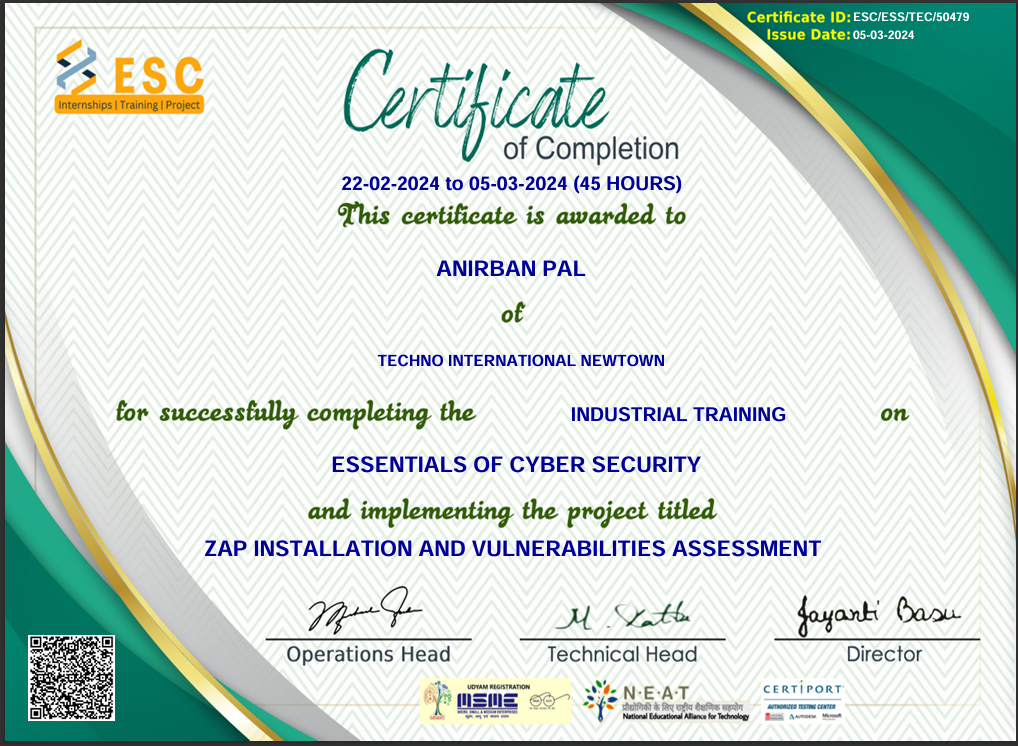 Certificate ID: ESC/ESS/TEC/50479
Issue Date: 05-03-2024
ESC
Internships | Training | Project
Certificate
of Completion
22-02-2024 to 05-03-2024 (45 HOURS)
This certificate is awarded to
ANIRBAN PAL
of
TECHNO INTERNATIONAL NEWTOWN
for successfully completing the INDUSTRIAL TRAINING on
ESSENTIALS OF CYBER SECURITY
and implementing the project titled
ZAP INSTALLATION AND VULNERABILITIES ASSESSMENT
Jayanti Basu
Operations Head Technical Head Director
UDYAM REGISTRATION
MSME
MICRO, SMALL & MEDIUM ENTERPRISES
N·E·A·T
प्रौद्योगिकी के लिए राष्ट्रीय शैक्षणिक सहयोग
National Educational Alliance for Technology
CERTIPORT
AUTHORIZED TESTING CENTER
AUTODESK Microsoft